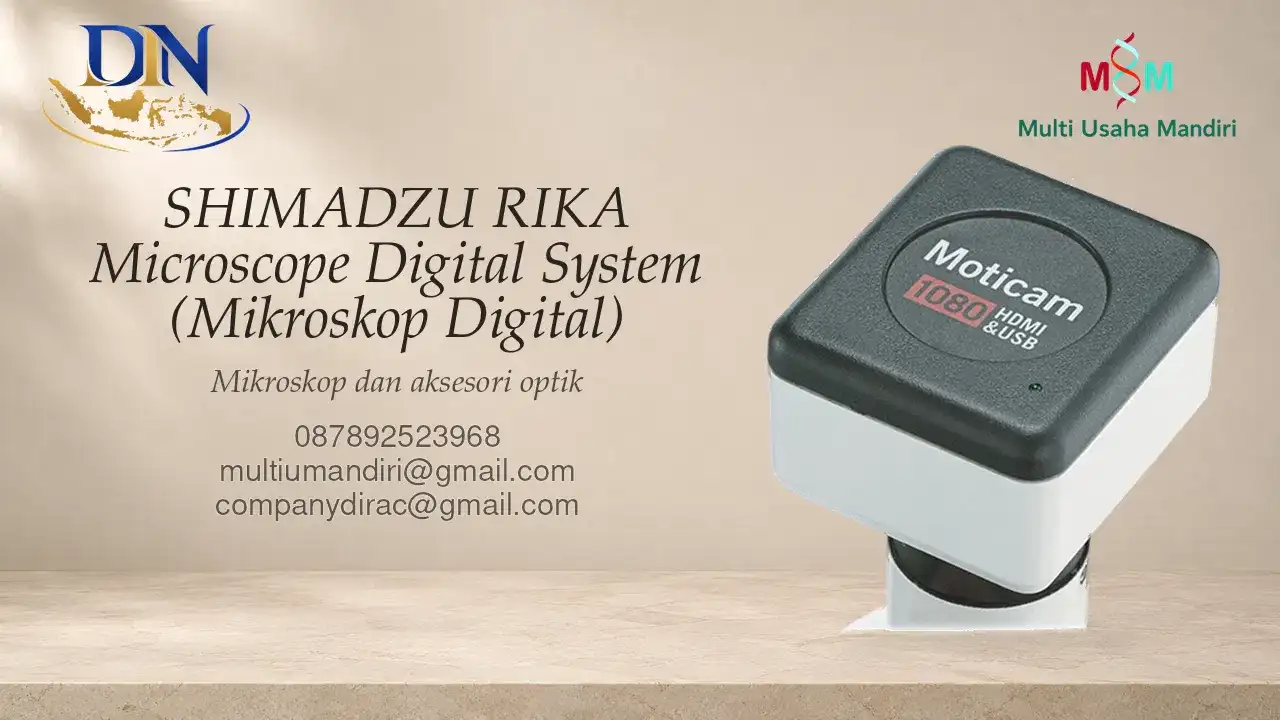 DN
M M
Multi Usaha Mandiri
SHIMADZU RIKA
Microscope Digital System
(Mikroskop Digital)
Mikroskop dan aksesori optik
087892523968
multiumandiri@gmail.com
companydirac@gmail.com
Moticam
1080 HDMI
&USB